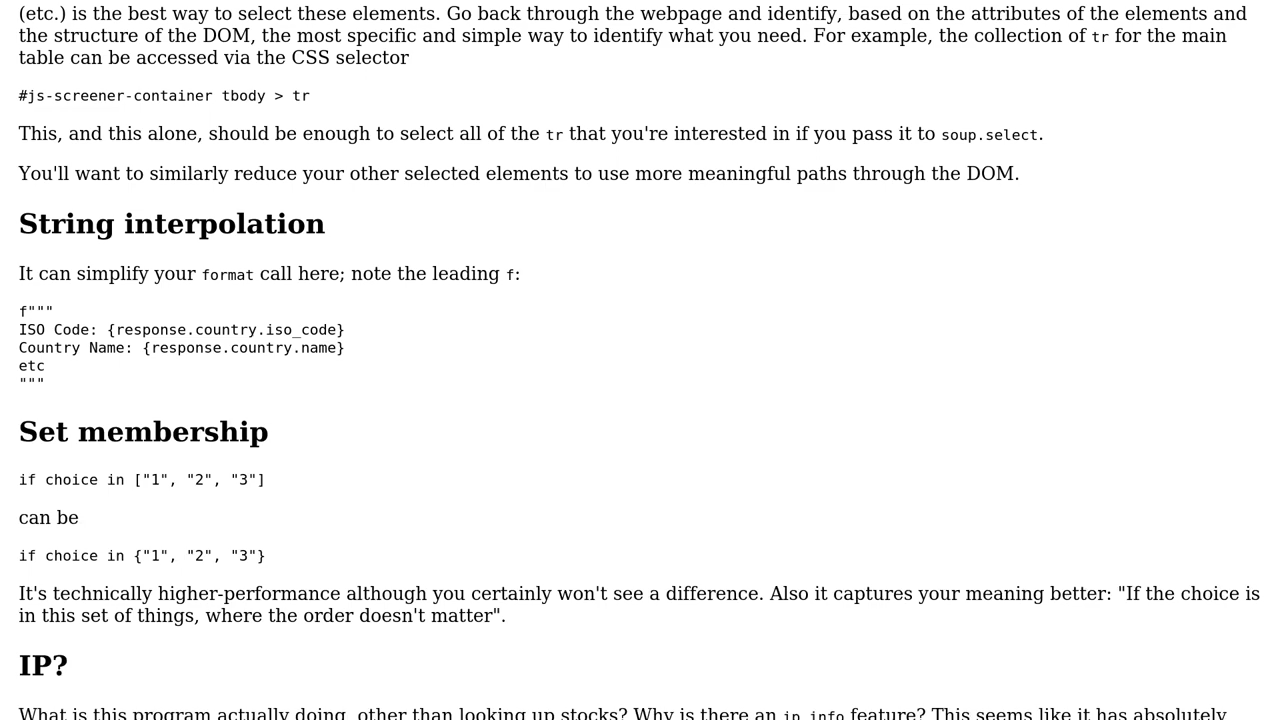 (etc.) is the best way to select these elements. Go back through the webpage and identify, based on the attributes of the elements and
the structure of the DOM, the most specific and simple way to identify what you need. For example, the collection of tr for the main
table can be accessed via the CSS selector
#js-screener-container tbody > tr
This, and this alone, should be enough to select all of the tr that you're interested in if you pass it to soup.select.
You'll want to similarly reduce your other selected elements to use more meaningful paths through the DOM.
String interpolation
It can simplify your format call here; note the leading f:
f"""
ISO Code: {response.country.iso_code}
Country Name: {response.country.name}
etc
"""
Set membership
if choice in ["1", "2", "3"]
can be
if choice in {"1", "2", "3"}
It's technically higher-performance although you certainly won't see a difference. Also it captures your meaning better: "If the choice is
in this set of things, where the order doesn't matter".
IP?
What is this program actually doing, other than looking up stocks? Why is there an ip_info feature? This seems like it has absolutely